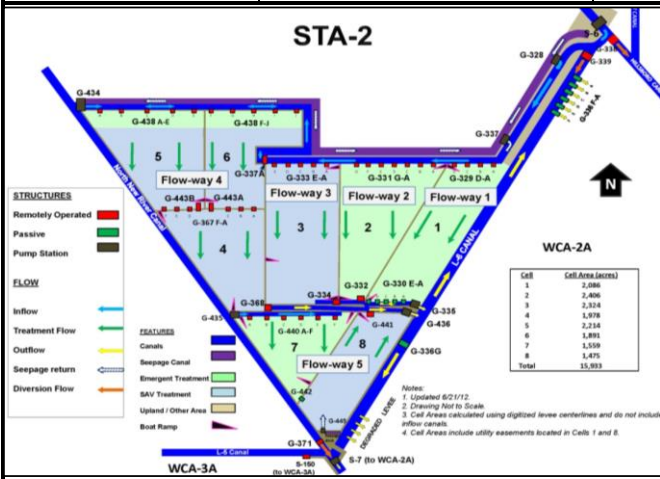 STA-2
S-6
G-338
G-339
G-328
HILLSBORO CANAL
G-336 F-A
G-337
G-434
G-438 A-E
G-438 F-J
5
6
Flow-way 4
G-337A
G-333 E-A
G-331 G-A
G-329 D-A
Flow-way 3
Flow-way 2
Flow-way 1
G-443B
G-443A
G-367 F-A
North New River Canal
4
3
2
1
L-6 CANAL
N
WCA-2A
STRUCTURES
Remotely Operated
Passive
Pump Station
FLOW
Inflow
Treatment Flow
Outflow
Seepage return
Diversion Flow
FEATURES
Canals
Seepage Canal
Emergent Treatment
SAV Treatment
Upland / Other Area
Boat Ramp
G-368
G-334
G-332
G-330 E-A
G-335
G-436
G-435
G-440 A-F
G-441
7
8
Flow-way 5
G-336G
G-442
DEGRADED LEVEE
G-371
L-5 Canal
WCA-3A
S-150
(to WCA-3A)
S-7 (to WCA-2A)
Cell Cell Area (acres)
1 2,086
2 2,406
3 2,324
4 1,978
5 2,214
6 1,891
7 1,559
8 1,475
Total 15,933
Notes:
1. Updated 6/21/12.
2. Drawing Not to Scale.
3. Cell Areas calculated using digitized levee centerlines and do not include
inflow canals.
4. Cell Areas include utility easements located in Cells 1 and 8.